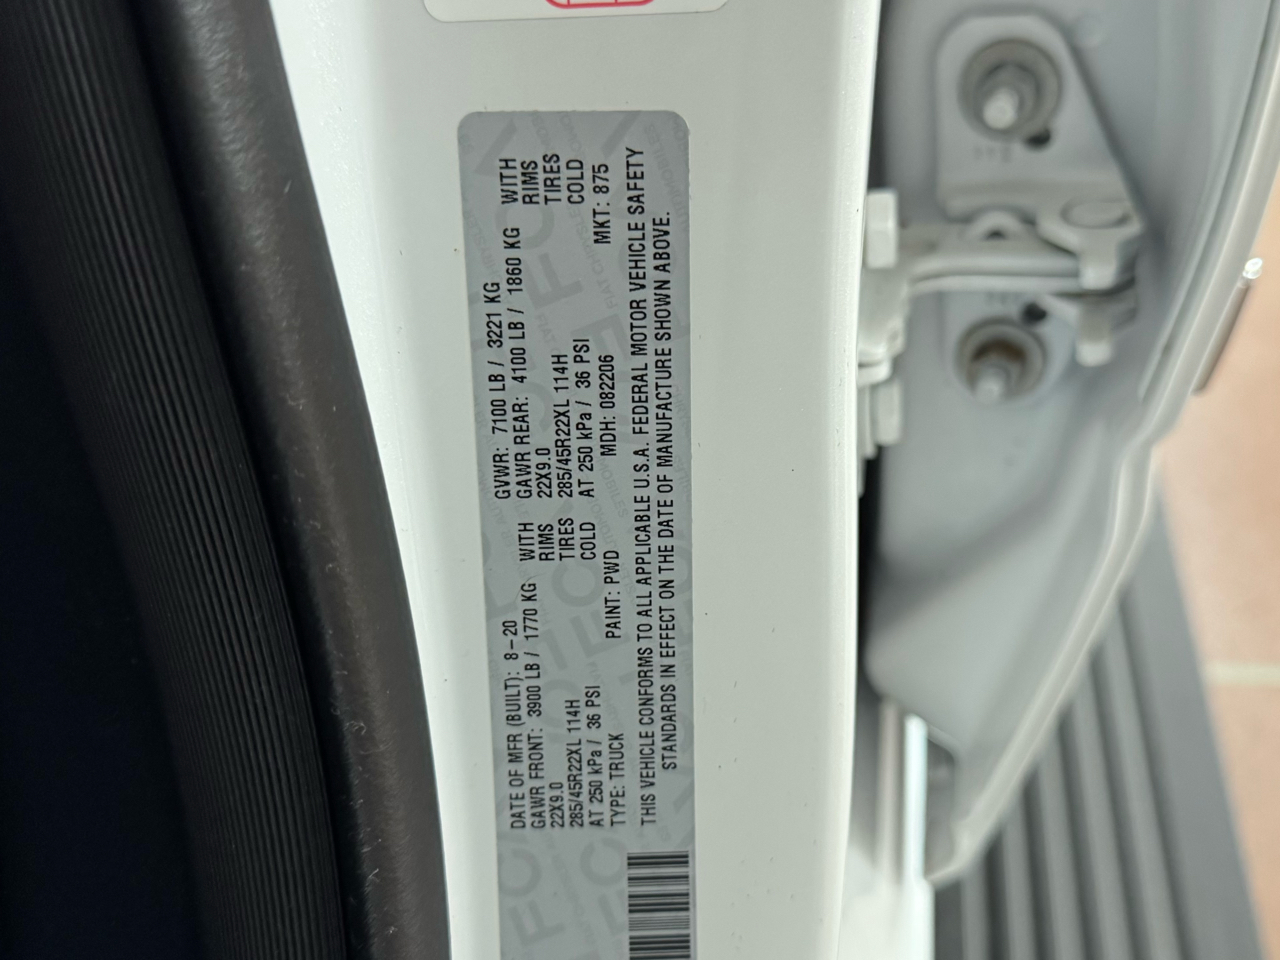 DATE OF MFR (BUILT): 8-20 GVWR: 7100 LB / 3221 KG
GAWR FRONT: 3900 LB / 1770 KG WITH GAWR REAR: 4100 LB / 1860 KG WITH
22X9.0 RIMS 22X9.0 RIMS
285/45R22XL 114H TIRES 285/45R22XL 114H TIRES
AT 250 kPa / 36 PSI COLD AT 250 kPa / 36 PSI COLD
TYPE: TRUCK PAINT: PWD MDH: 082206 MKT: 875
THIS VEHICLE CONFORMS TO ALL APPLICABLE U.S.A. FEDERAL MOTOR VEHICLE SAFETY
STANDARDS IN EFFECT ON THE DATE OF MANUFACTURE SHOWN ABOVE.